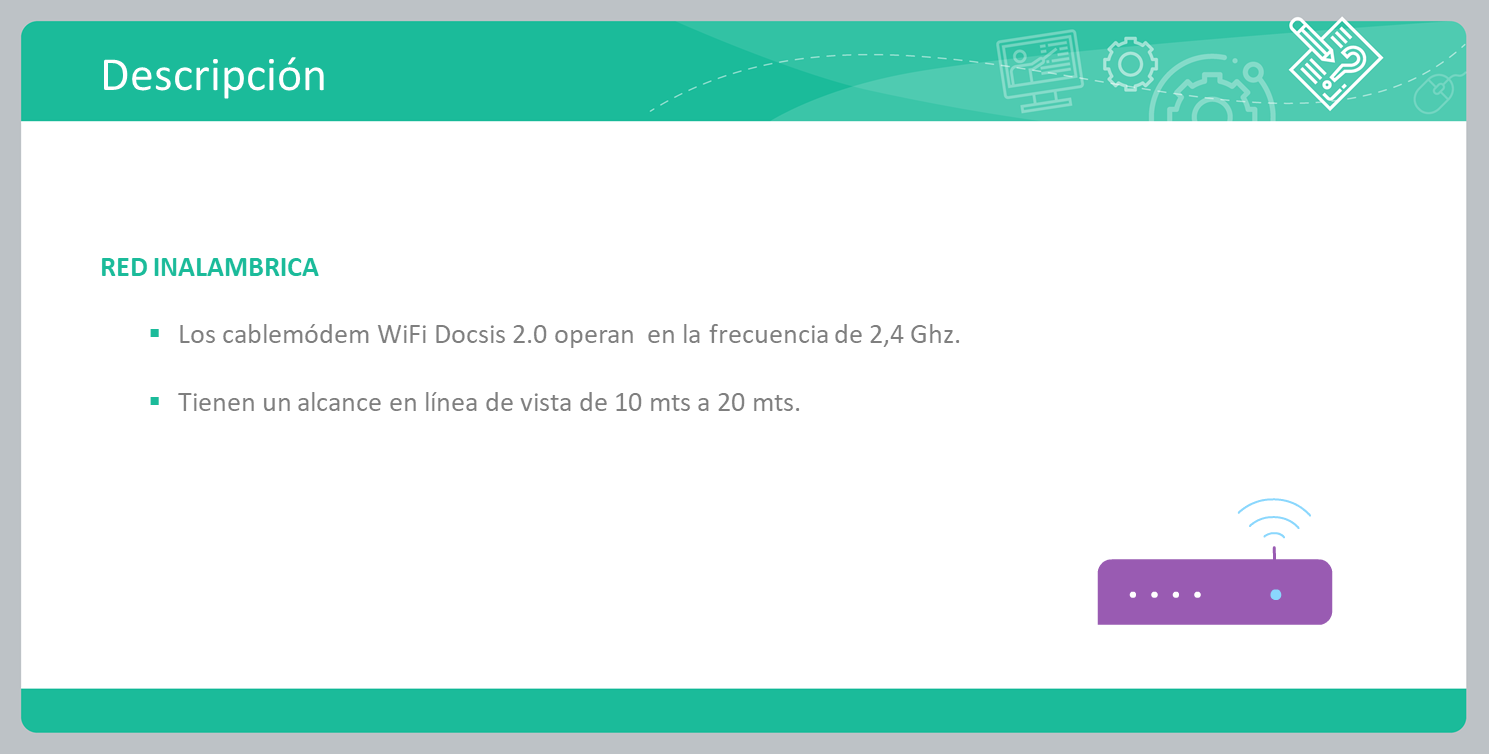 Descripción
RED INALAMBRICA
▪ Los cablemódem WiFi Docsis 2.0 operan  en la frecuencia de 2,4 Ghz.
▪ Tienen un alcance en línea de vista de 10 mts a 20 mts.